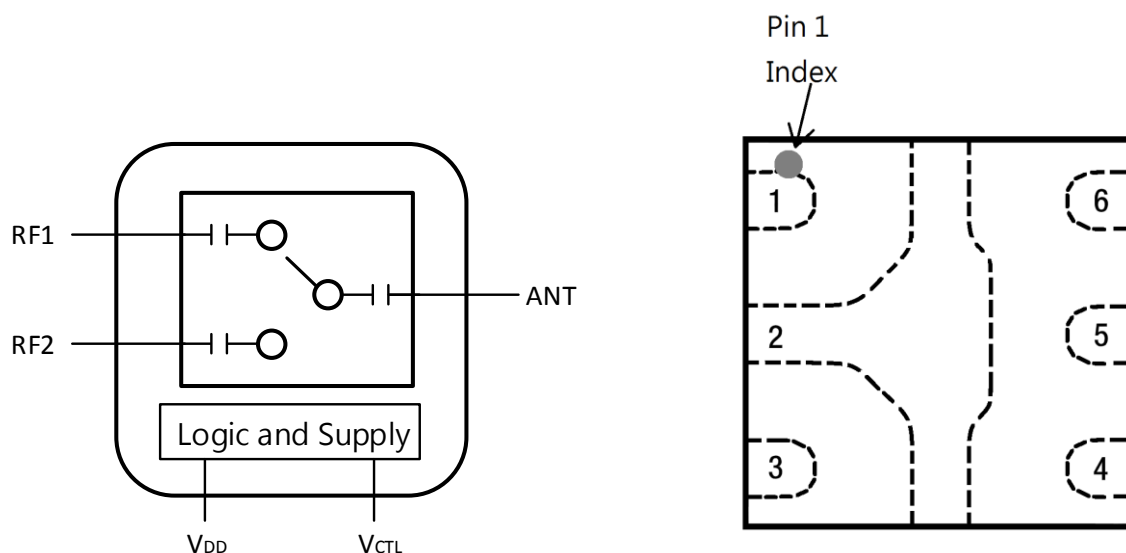 Pin 1
Index
RF1
ANT
RF2
Logic and Supply
VDD
VCTL
1
6
2
5
3
4